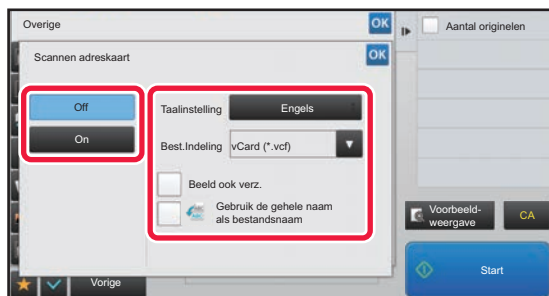 Overige
OK
Aantal originelen
Scannen adreskaart
OK
Off
On
Taalinstelling
Engels
Best.Indeling
vCard (*.vcf)
Beeld ook verz.
Gebruik de gehele naam
als bestandsnaam
Voorbeeld-
weergave
CA
Vorige
Start